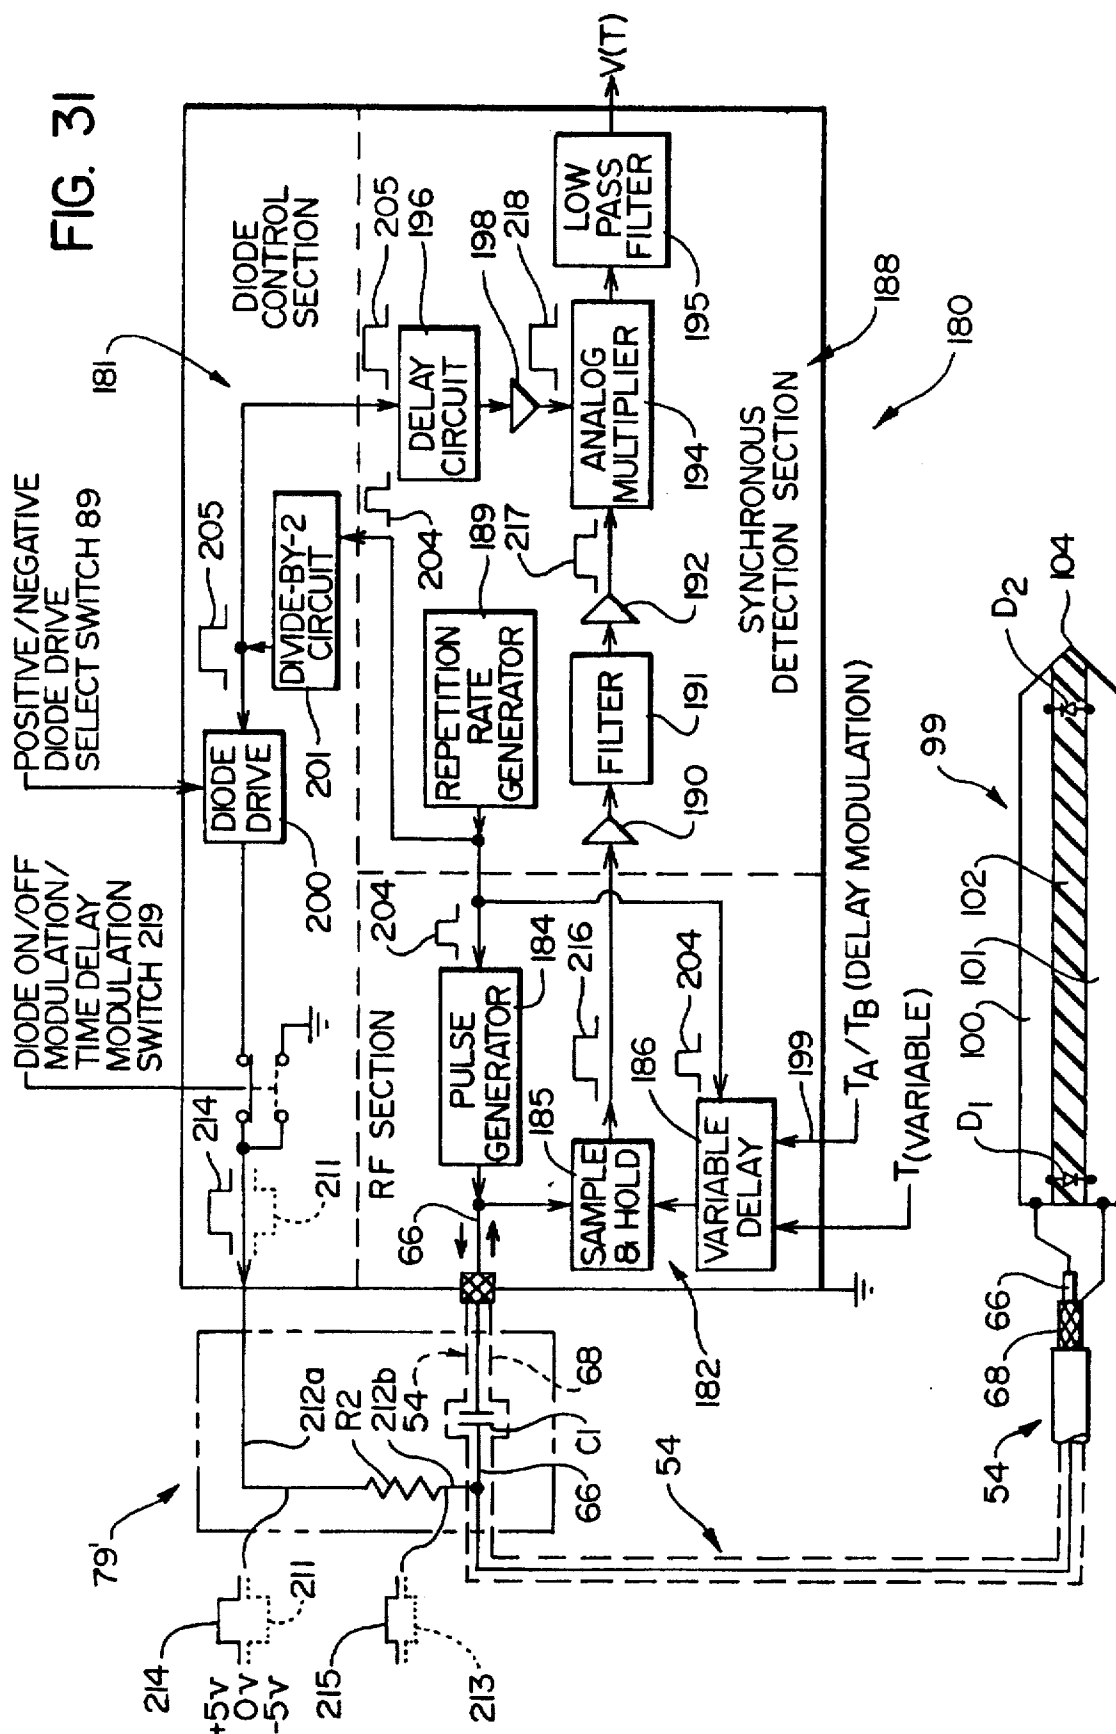 FIG. 31
POSITIVE/NEGATIVE
DIODE DRIVE
SELECT SWITCH 89
DIODE ON/OFF
MODULATION/
TIME DELAY
MODULATION
SWITCH 219
181
DIODE
CONTROL
SECTION
205
DIODE
DRIVE
200
DIVIDE-BY-2
CIRCUIT
201
205
196
DELAY
CIRCUIT
198
204
218
214
211
RF SECTION
204
REPETITION
RATE
GENERATOR
189
PULSE
GENERATOR
184
66
185
SAMPLE
& HOLD
216
186
204
VARIABLE
DELAY
182
190
FILTER
191
192
217
ANALOG
MULTIPLIER
194
LOW
PASS
FILTER
195
V(T)
SYNCHRONOUS
DETECTION SECTION
188
180
199
TA/TB (DELAY MODULATION)
T(VARIABLE)
79'
212a
R2
212b
54
68
C1
66
54
214
+5v
0v
-5v
211
215
213
54
68
66
D1
100
101
102
99
D2
104